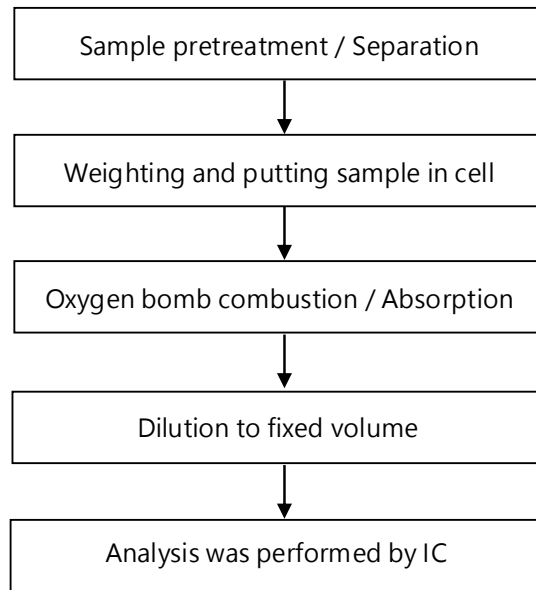 Sample pretreatment / Separation
Weighting and putting sample in cell
Oxygen bomb combustion / Absorption
Dilution to fixed volume
Analysis was performed by IC